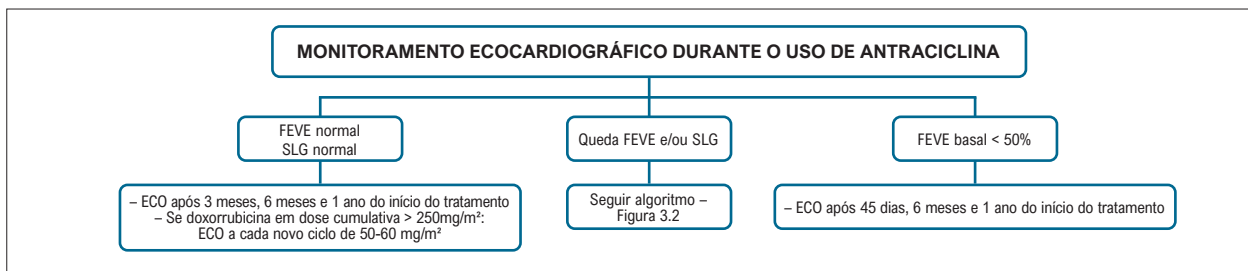 MONITORAMENTO ECOCARDIOGRÁFICO DURANTE O USO DE ANTRACICLINA
FEVE normal
SLG normal
Queda FEVE e/ou SLG
FEVE basal < 50%
– ECO após 3 meses, 6 meses e 1 ano do início do tratamento
– Se doxorrubicina em dose cumulativa > 250mg/m²:
ECO a cada novo ciclo de 50-60 mg/m²
Seguir algoritmo –
Figura 3.2
– ECO após 45 dias, 6 meses e 1 ano do início do tratamento